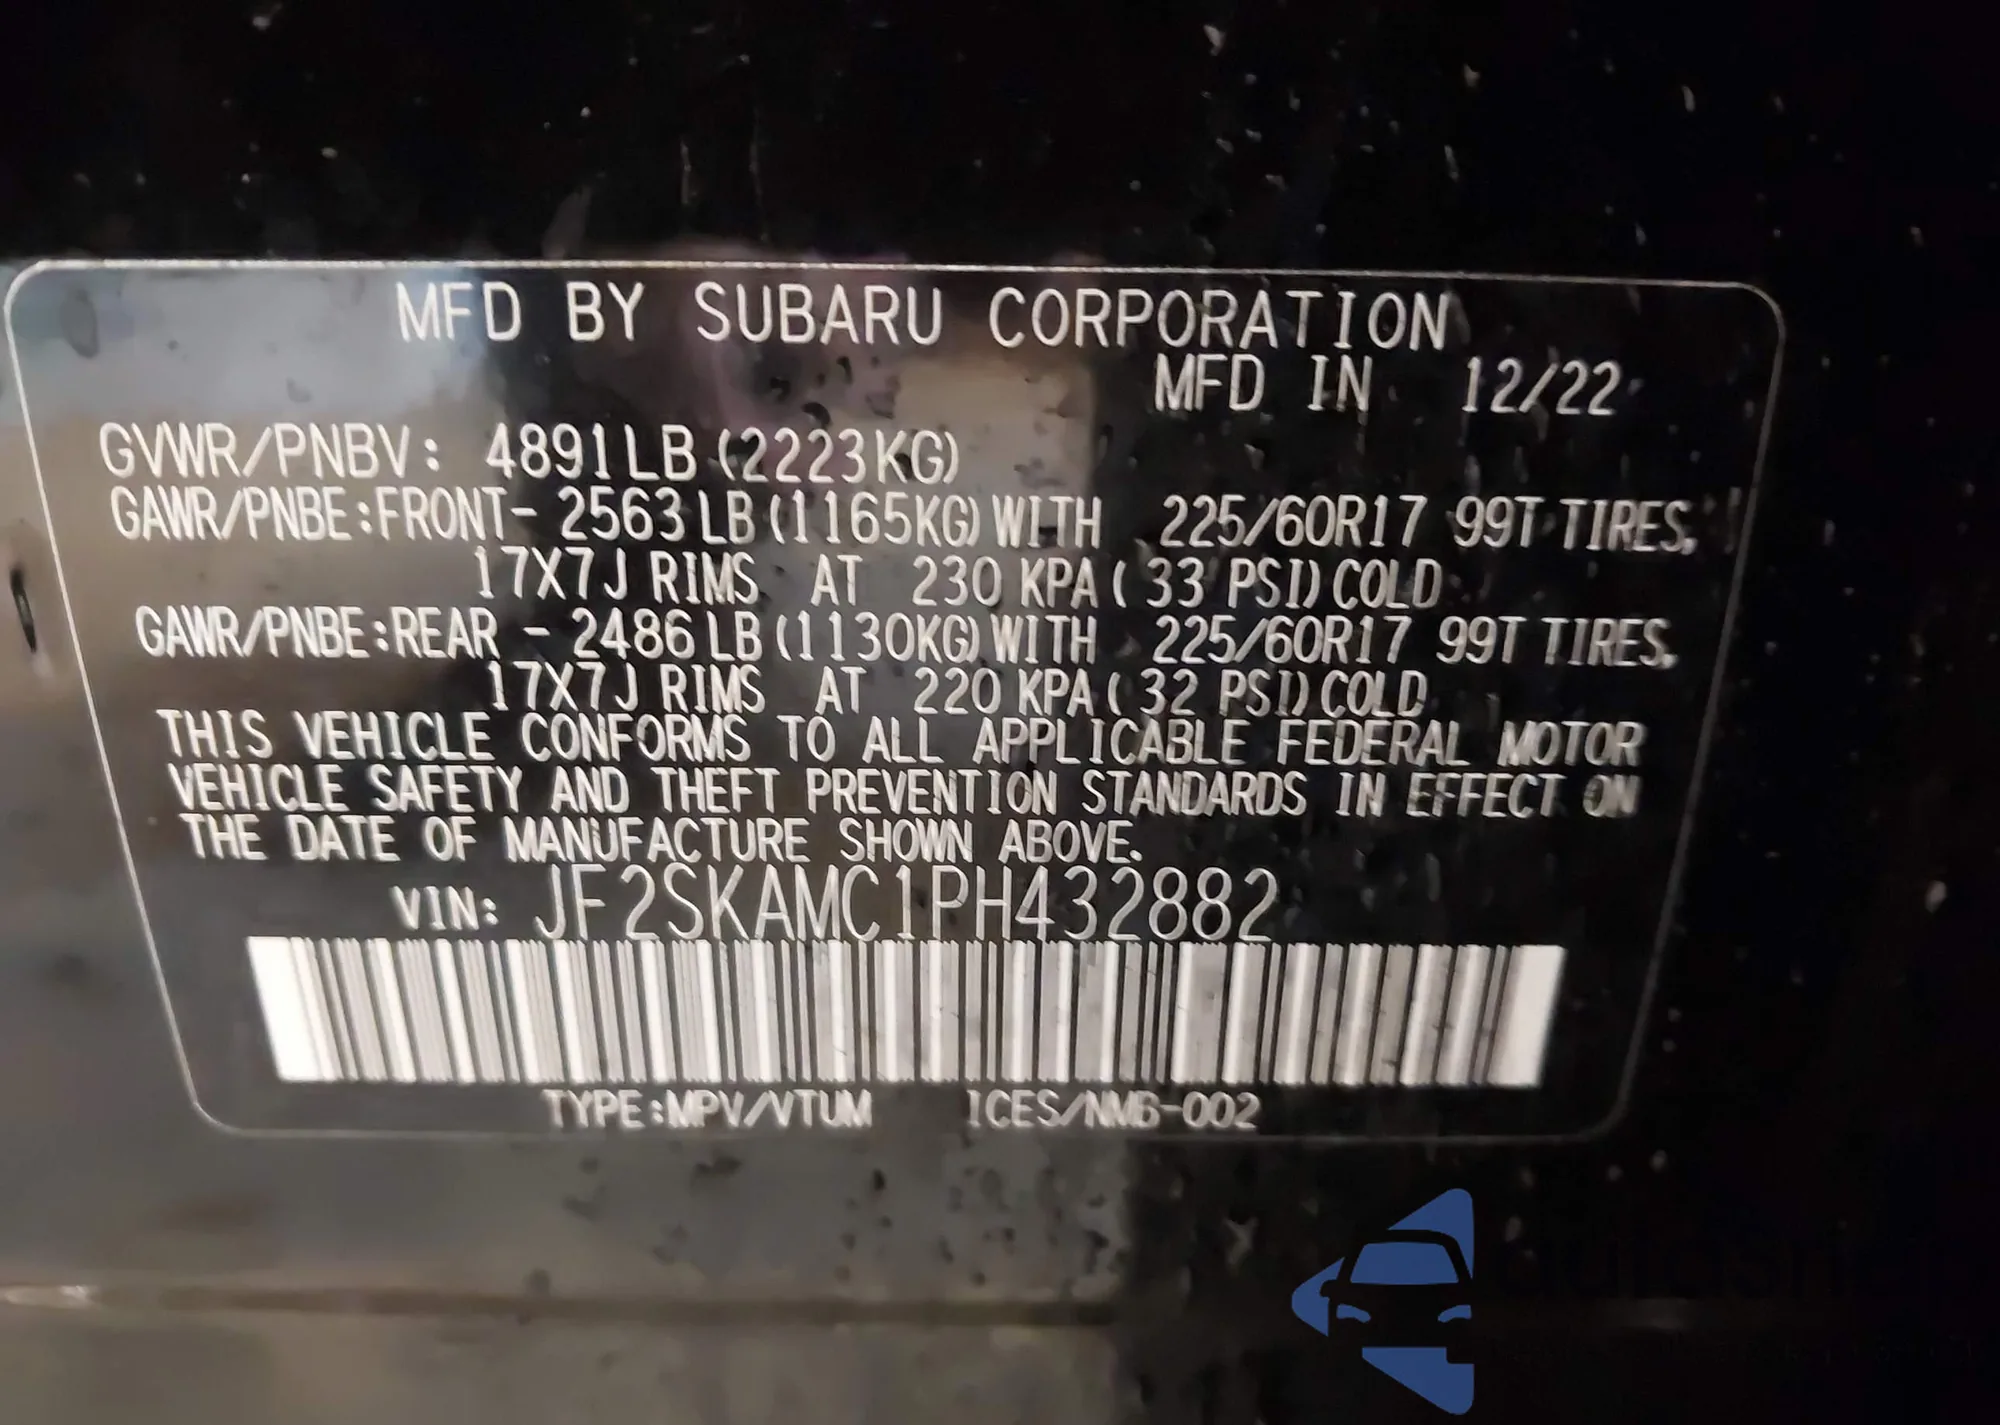 MFD BY SUBARU CORPORATION
MFD IN 12/22
GVWR/PNBV: 4891LB (2223KG)
GAWR/PNBE:FRONT- 2563LB (1165KG) WITH 225/60R17 99T TIRES,
17X7J RIMS AT 230 KPA ( 33 PSI) COLD
GAWR/PNBE:REAR - 2486LB (1130KG) WITH 225/60R17 99T TIRES,
17X7J RIMS AT 220 KPA ( 32 PSI) COLD
THIS VEHICLE CONFORMS TO ALL APPLICABLE FEDERAL MOTOR
VEHICLE SAFETY AND THEFT PREVENTION STANDARDS IN EFFECT ON
THE DATE OF MANUFACTURE SHOWN ABOVE.
VIN: JF2SKAMC1PH432882
TYPE:MPV/VTUM ICES/NMB-002